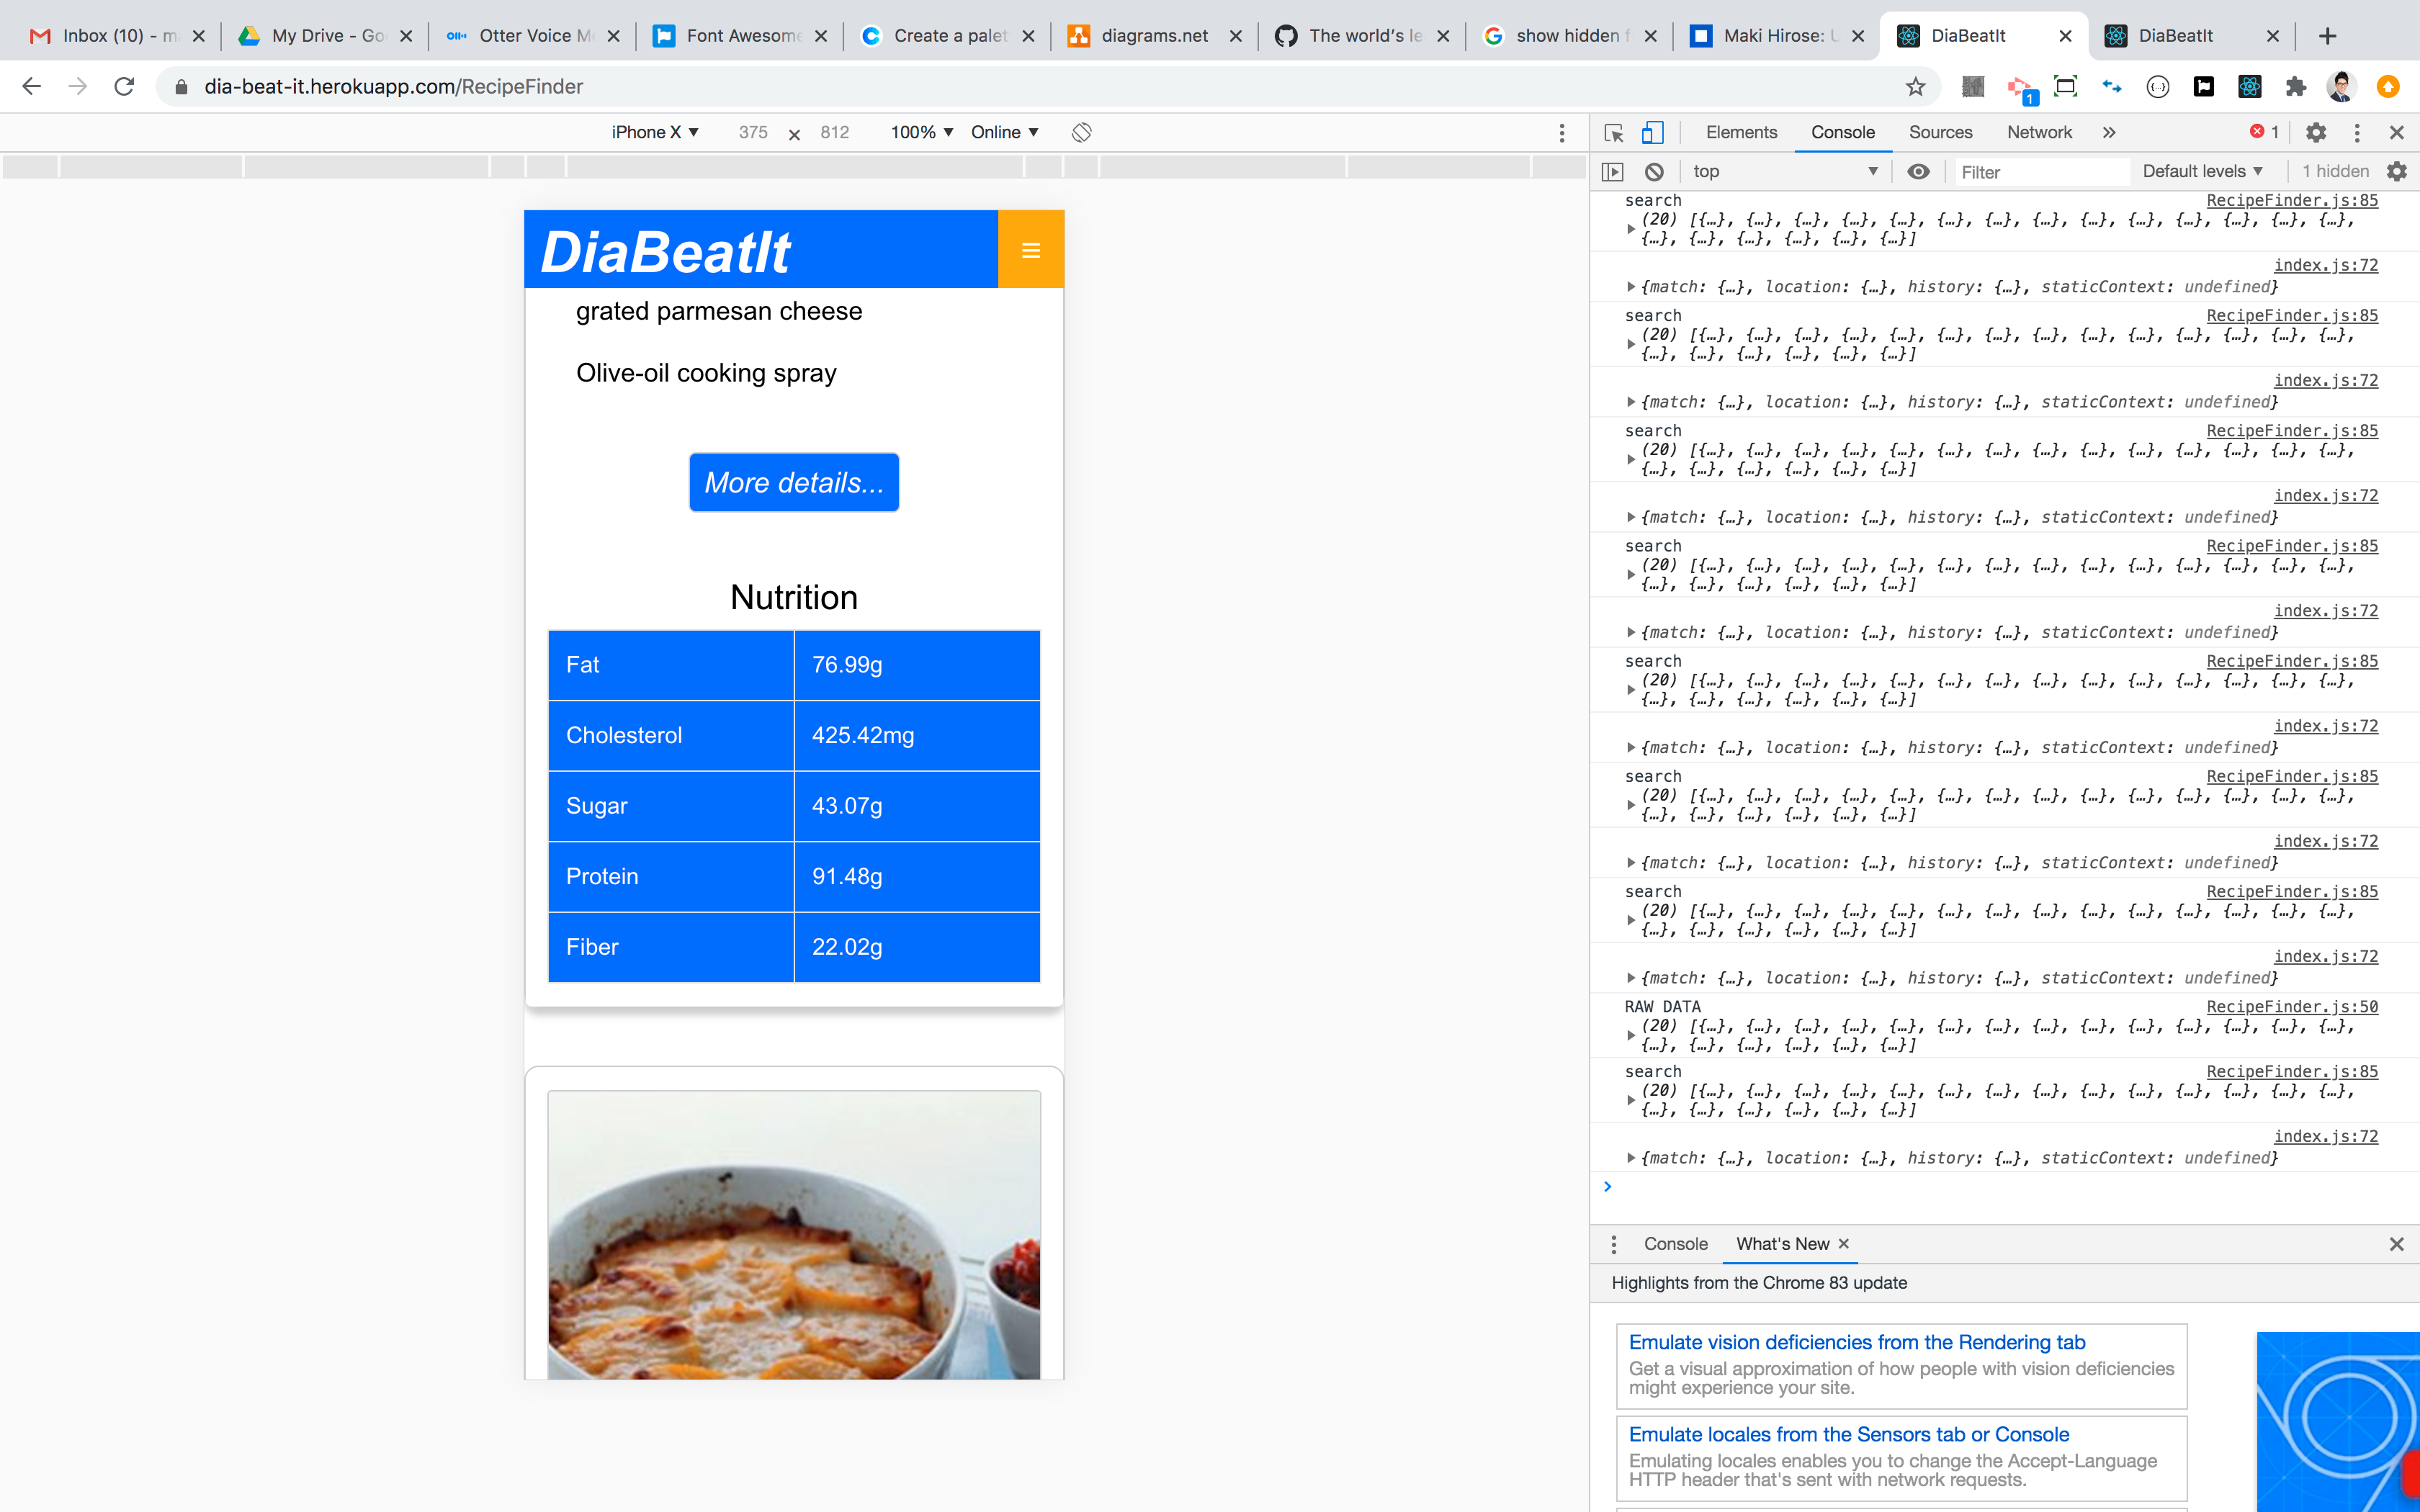 Inbox (10) - m
My Drive - Go
Otter Voice M
Font Awesome
Create a palet
diagrams.net
The world's le
show hidden f
Maki Hirose: U
DiaBeatIt
DiaBeatIt
dia-beat-it.herokuapp.com/RecipeFinder
1
iPhone X ▼ 375 × 812 100% ▼ Online ▼
DiaBeatIt
grated parmesan cheese
Olive-oil cooking spray
More details...
Nutrition
Fat 76.99g
Cholesterol 425.42mg
Sugar 43.07g
Protein 91.48g
Fiber 22.02g
Elements Console Sources Network » 1
top ▼ Filter Default levels ▼ 1 hidden
search RecipeFinder.js:85
(20) [{…}, {…}, {…}, {…}, {…}, {…}, {…}, {…}, {…}, {…}, {…}, {…}, {…}, {…},
{…}, {…}, {…}, {…}, {…}, {…}]
index.js:72
{match: {…}, location: {…}, history: {…}, staticContext: undefined}
search RecipeFinder.js:85
(20) [{…}, {…}, {…}, {…}, {…}, {…}, {…}, {…}, {…}, {…}, {…}, {…}, {…}, {…},
{…}, {…}, {…}, {…}, {…}, {…}]
index.js:72
{match: {…}, location: {…}, history: {…}, staticContext: undefined}
search RecipeFinder.js:85
(20) [{…}, {…}, {…}, {…}, {…}, {…}, {…}, {…}, {…}, {…}, {…}, {…}, {…}, {…},
{…}, {…}, {…}, {…}, {…}, {…}]
index.js:72
{match: {…}, location: {…}, history: {…}, staticContext: undefined}
search RecipeFinder.js:85
(20) [{…}, {…}, {…}, {…}, {…}, {…}, {…}, {…}, {…}, {…}, {…}, {…}, {…}, {…},
{…}, {…}, {…}, {…}, {…}, {…}]
index.js:72
{match: {…}, location: {…}, history: {…}, staticContext: undefined}
search RecipeFinder.js:85
(20) [{…}, {…}, {…}, {…}, {…}, {…}, {…}, {…}, {…}, {…}, {…}, {…}, {…}, {…},
{…}, {…}, {…}, {…}, {…}, {…}]
index.js:72
{match: {…}, location: {…}, history: {…}, staticContext: undefined}
search RecipeFinder.js:85
(20) [{…}, {…}, {…}, {…}, {…}, {…}, {…}, {…}, {…}, {…}, {…}, {…}, {…}, {…},
{…}, {…}, {…}, {…}, {…}, {…}]
index.js:72
{match: {…}, location: {…}, history: {…}, staticContext: undefined}
search RecipeFinder.js:85
(20) [{…}, {…}, {…}, {…}, {…}, {…}, {…}, {…}, {…}, {…}, {…}, {…}, {…}, {…},
{…}, {…}, {…}, {…}, {…}, {…}]
index.js:72
{match: {…}, location: {…}, history: {…}, staticContext: undefined}
RAW DATA RecipeFinder.js:50
(20) [{…}, {…}, {…}, {…}, {…}, {…}, {…}, {…}, {…}, {…}, {…}, {…}, {…}, {…},
{…}, {…}, {…}, {…}, {…}, {…}]
search RecipeFinder.js:85
(20) [{…}, {…}, {…}, {…}, {…}, {…}, {…}, {…}, {…}, {…}, {…}, {…}, {…}, {…},
{…}, {…}, {…}, {…}, {…}, {…}]
index.js:72
{match: {…}, location: {…}, history: {…}, staticContext: undefined}
Console What's New
Highlights from the Chrome 83 update
Emulate vision deficiencies from the Rendering tab
Get a visual approximation of how people with vision deficiencies
might experience your site.
Emulate locales from the Sensors tab or Console
Emulating locales enables you to change the Accept-Language
HTTP header that's sent with network requests.